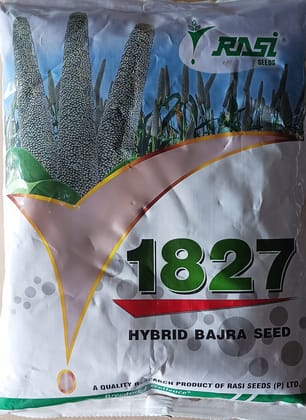 RASI
SEEDS
1827
HYBRID BAJRA SEED
A QUALITY RESEARCH PRODUCT OF RASI SEEDS (P) LTD.